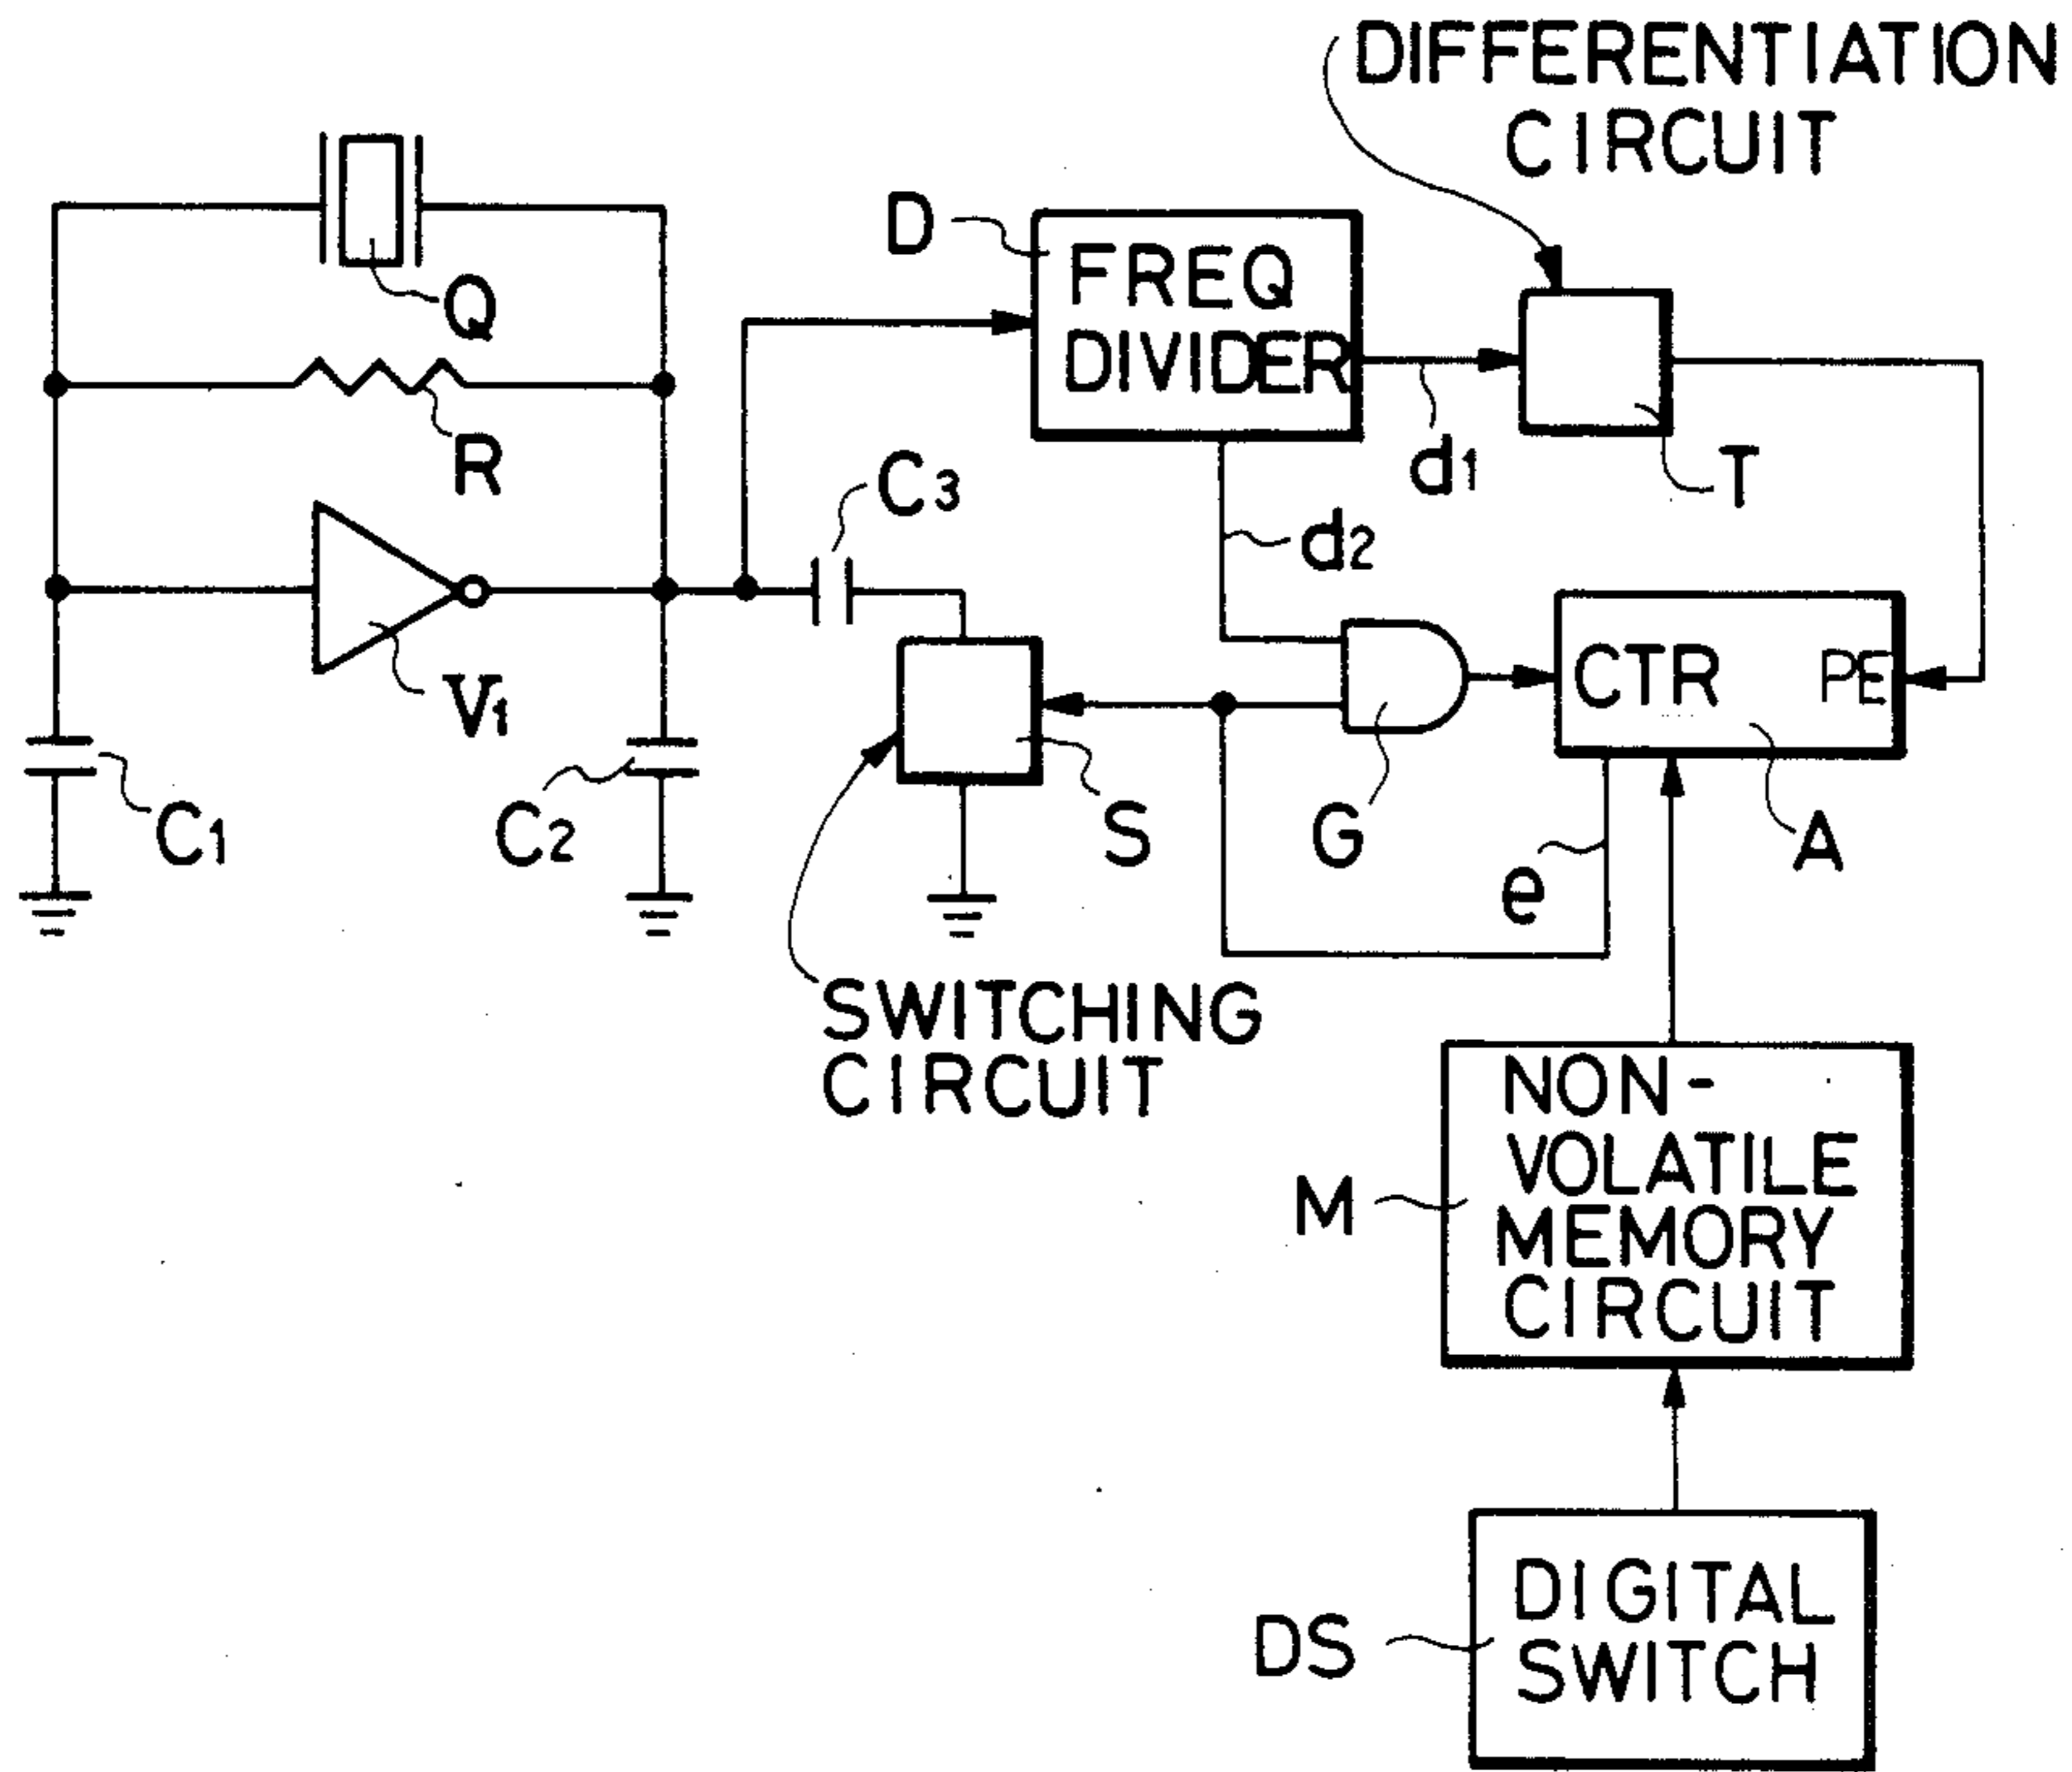 DIFFERENTIATION
CIRCUIT
D
FREQ
DIVIDER
Q
R
C3
d1
T
d2
V1
CTR
PE
C1
C2
S
G
e
A
SWITCHING
CIRCUIT
NON-
VOLATILE
MEMORY
CIRCUIT
M
DIGITAL
SWITCH
DS